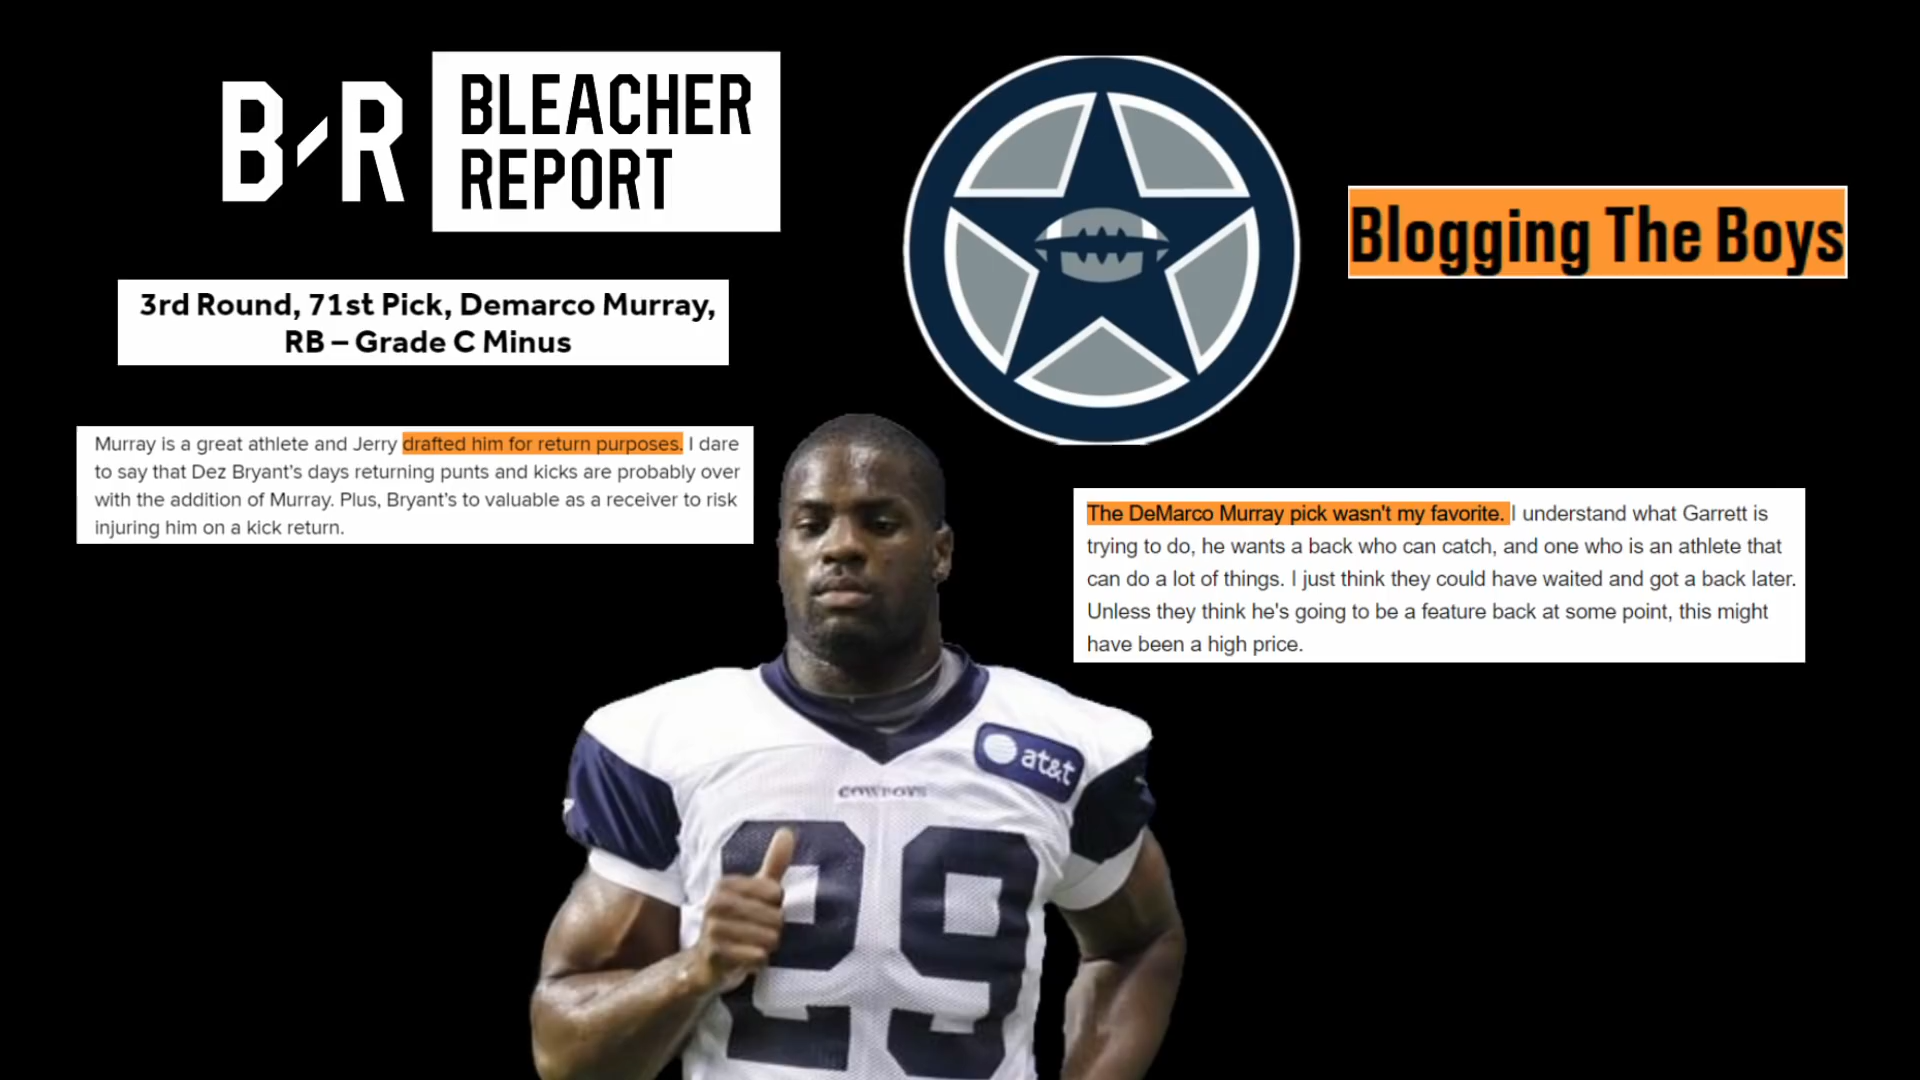 B/R BLEACHER
REPORT
Blogging The Boys
3rd Round, 71st Pick, Demarco Murray,
RB – Grade C Minus
Murray is a great athlete and Jerry drafted him for return purposes. I dare
to say that Dez Bryant's days returning punts and kicks are probably over
with the addition of Murray. Plus, Bryant's to valuable as a receiver to risk
injuring him on a kick return.
The DeMarco Murray pick wasn't my favorite. I understand what Garrett is
trying to do, he wants a back who can catch, and one who is an athlete that
can do a lot of things. I just think they could have waited and got a back later.
Unless they think he's going to be a feature back at some point, this might
have been a high price.
at&t
COWBOYS
29